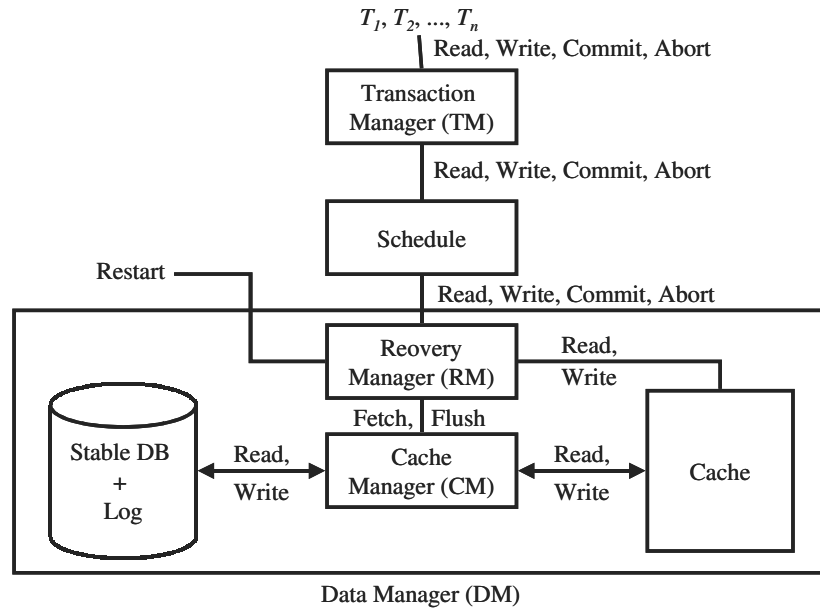 T1, T2, ..., Tn
Read, Write, Commit, Abort
Transaction
Manager (TM)
Read, Write, Commit, Abort
Schedule
Restart
Read, Write, Commit, Abort
Reovery
Manager (RM)
Read,
Write
Fetch, Flush
Stable DB
+
Log
Read,
Write
Cache
Manager (CM)
Read,
Write
Cache
Data Manager (DM)